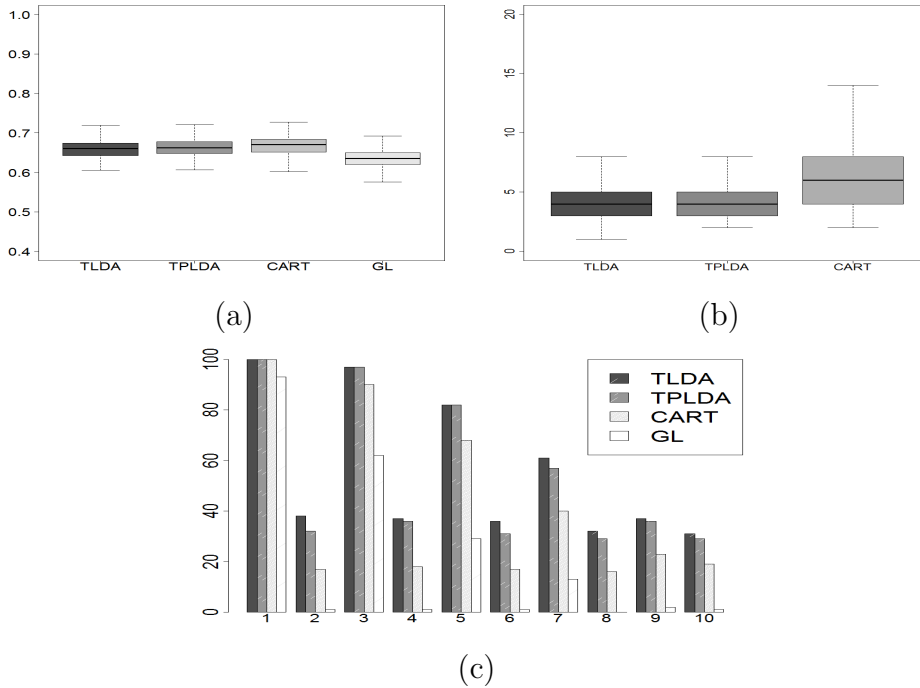 1.0
0.9
0.8
0.7
0.6
0.5
0.4
TLDA TPLDA CART GL
(a)
20
15
10
5
0
TLDA TPLDA CART
(b)
100
80
60
40
20
0
1 2 3 4 5 6 7 8 9 10
TLDA
TPLDA
CART
GL
(c)